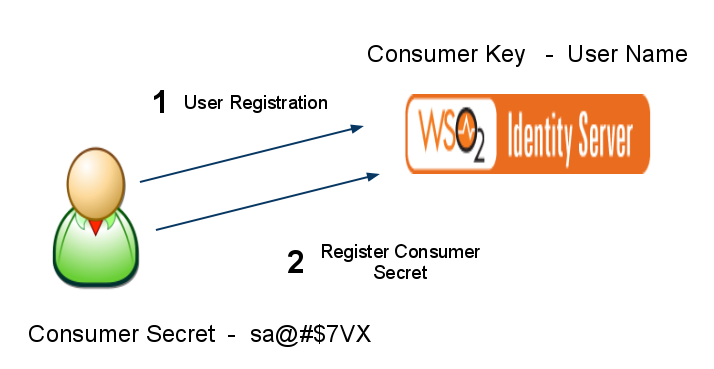 Consumer Key - User Name
1 User Registration
WSO2 Identity Server
2 Register Consumer
Secret
Consumer Secret - sa@#$7VX